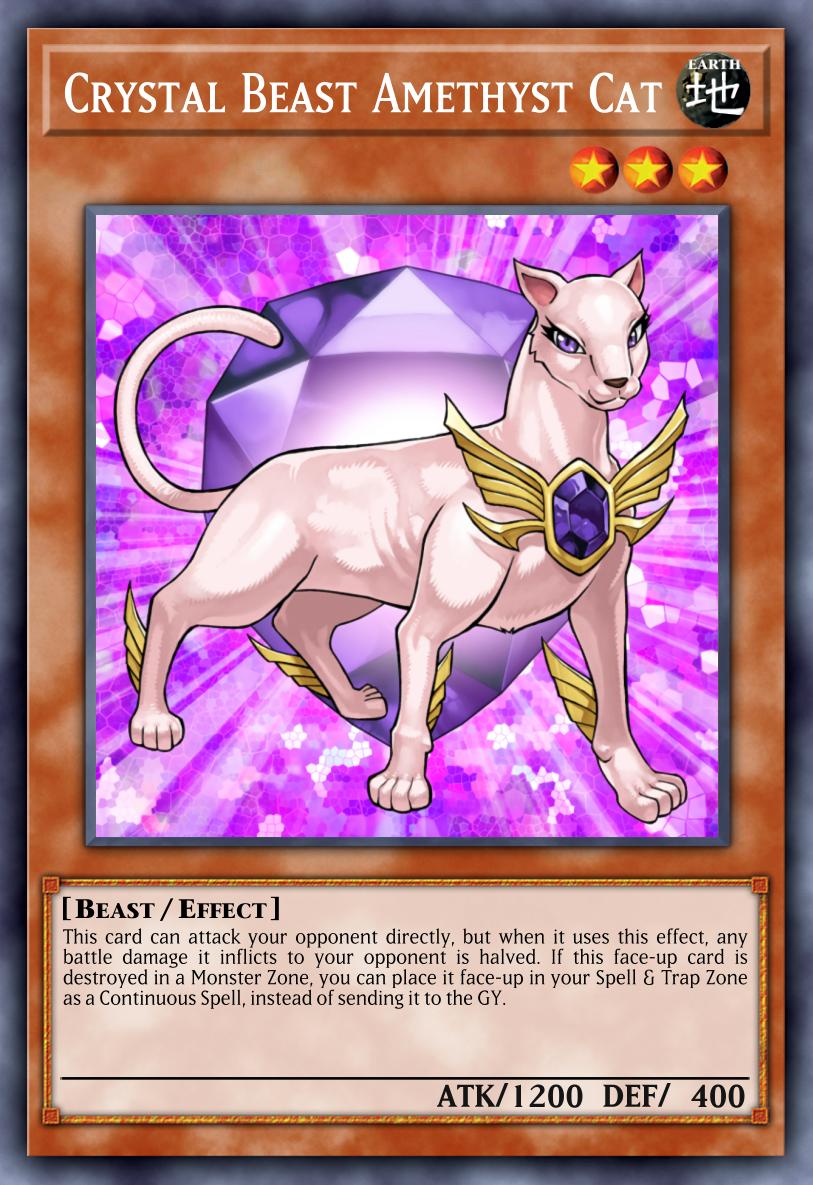 Crystal Beast Amethyst Cat
EARTH
地
[Beast / Effect]
This card can attack your opponent directly, but when it uses this effect, any
battle damage it inflicts to your opponent is halved. If this face-up card is
destroyed in a Monster Zone, you can place it face-up in your Spell & Trap Zone
as a Continuous Spell, instead of sending it to the GY.
ATK/1200 DEF/ 400